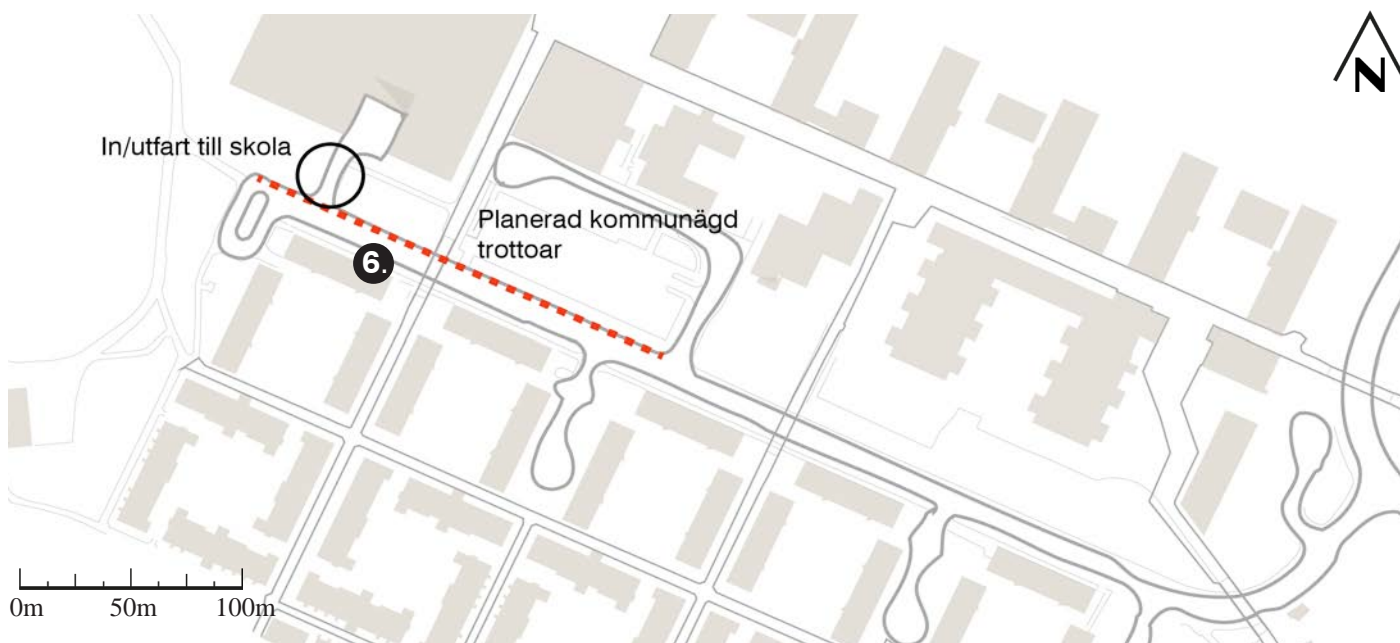 N
In/utfart till skola
Planerad kommunägd
trottoar
6.
0m 50m 100m